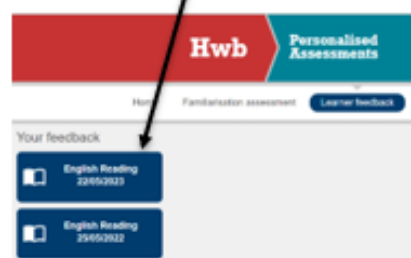 Hwb
Personalised
Assessments
Home
Familiarisation assessment
Learner feedback
Your feedback
English Reading
22/05/2023
English Reading
25/05/2022